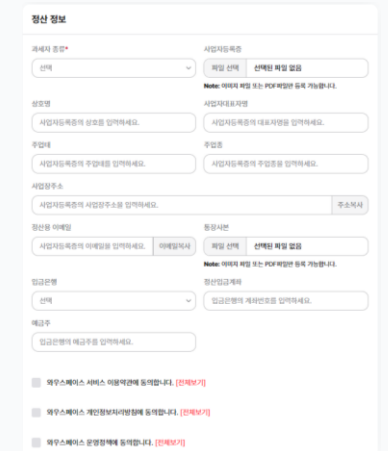 정산 정보
과세자 종류*
사업자등록증
선택
파일 선택 선택된 파일 없음
Note: 이미지 파일 또는 PDF파일만 등록 가능합니다.
상호명
사업자대표자명
사업자등록증의 상호를 입력하세요.
사업자등록증의 대표자명을 입력하세요.
주업태
주업종
사업자등록증의 주업태를 입력하세요.
사업자등록증의 주업종을 입력하세요.
사업장주소
사업자등록증의 사업장주소을 입력하세요.
주소복사
정산용 이메일
통장사본
사업자등록증의 이메일을 입력하세요.
이메일복사
파일 선택 선택된 파일 없음
Note: 이미지 파일 또는 PDF파일만 등록 가능합니다.
입금은행
정산입금계좌
선택
입금은행의 계좌번호를 입력하세요.
예금주
입금은행의 예금주를 입력하세요.
와우스페이스 서비스 이용약관에 동의합니다. [전체보기]
와우스페이스 개인정보처리방침에 동의합니다. [전체보기]
와우스페이스 운영정책에 동의합니다. [전체보기]